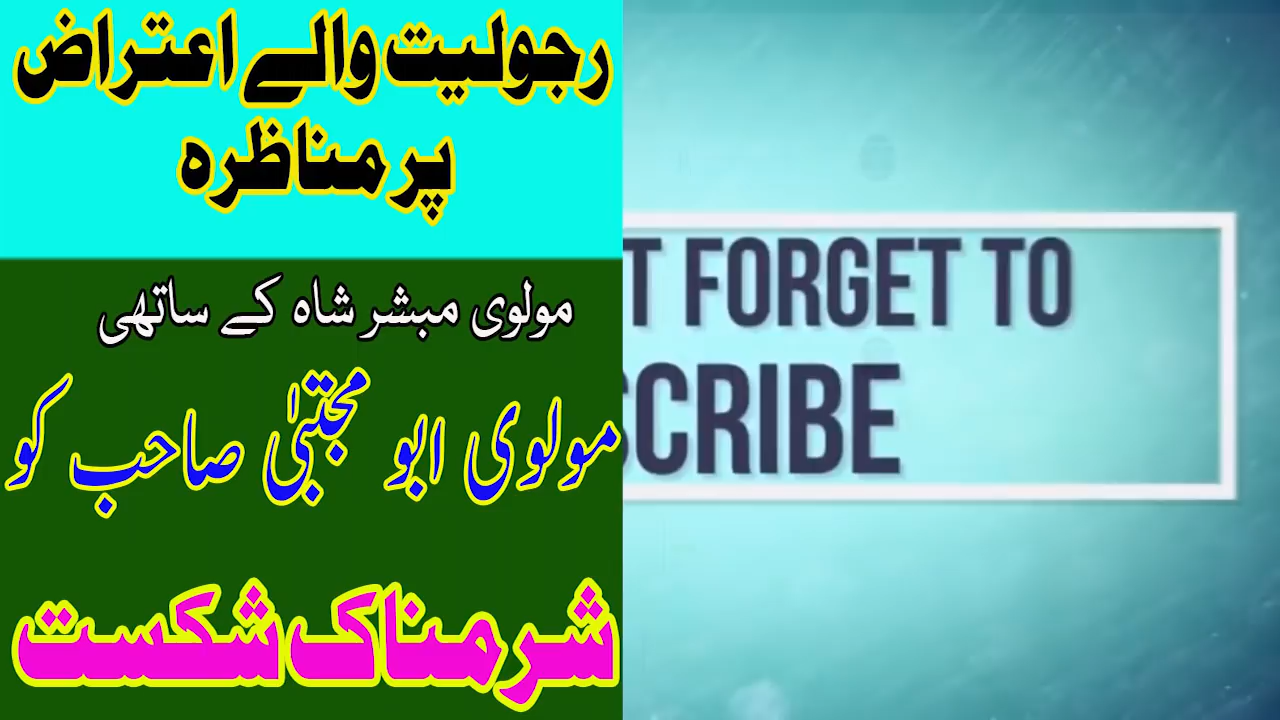 رجولیت والے اعتراض
پر مناظرہ
مولوی مبشر شاہ کے ساتھی
مولوی ابو مجتبیٰ صاحب کو
شرمناک شکست
T FORGET TO
SCRIBE